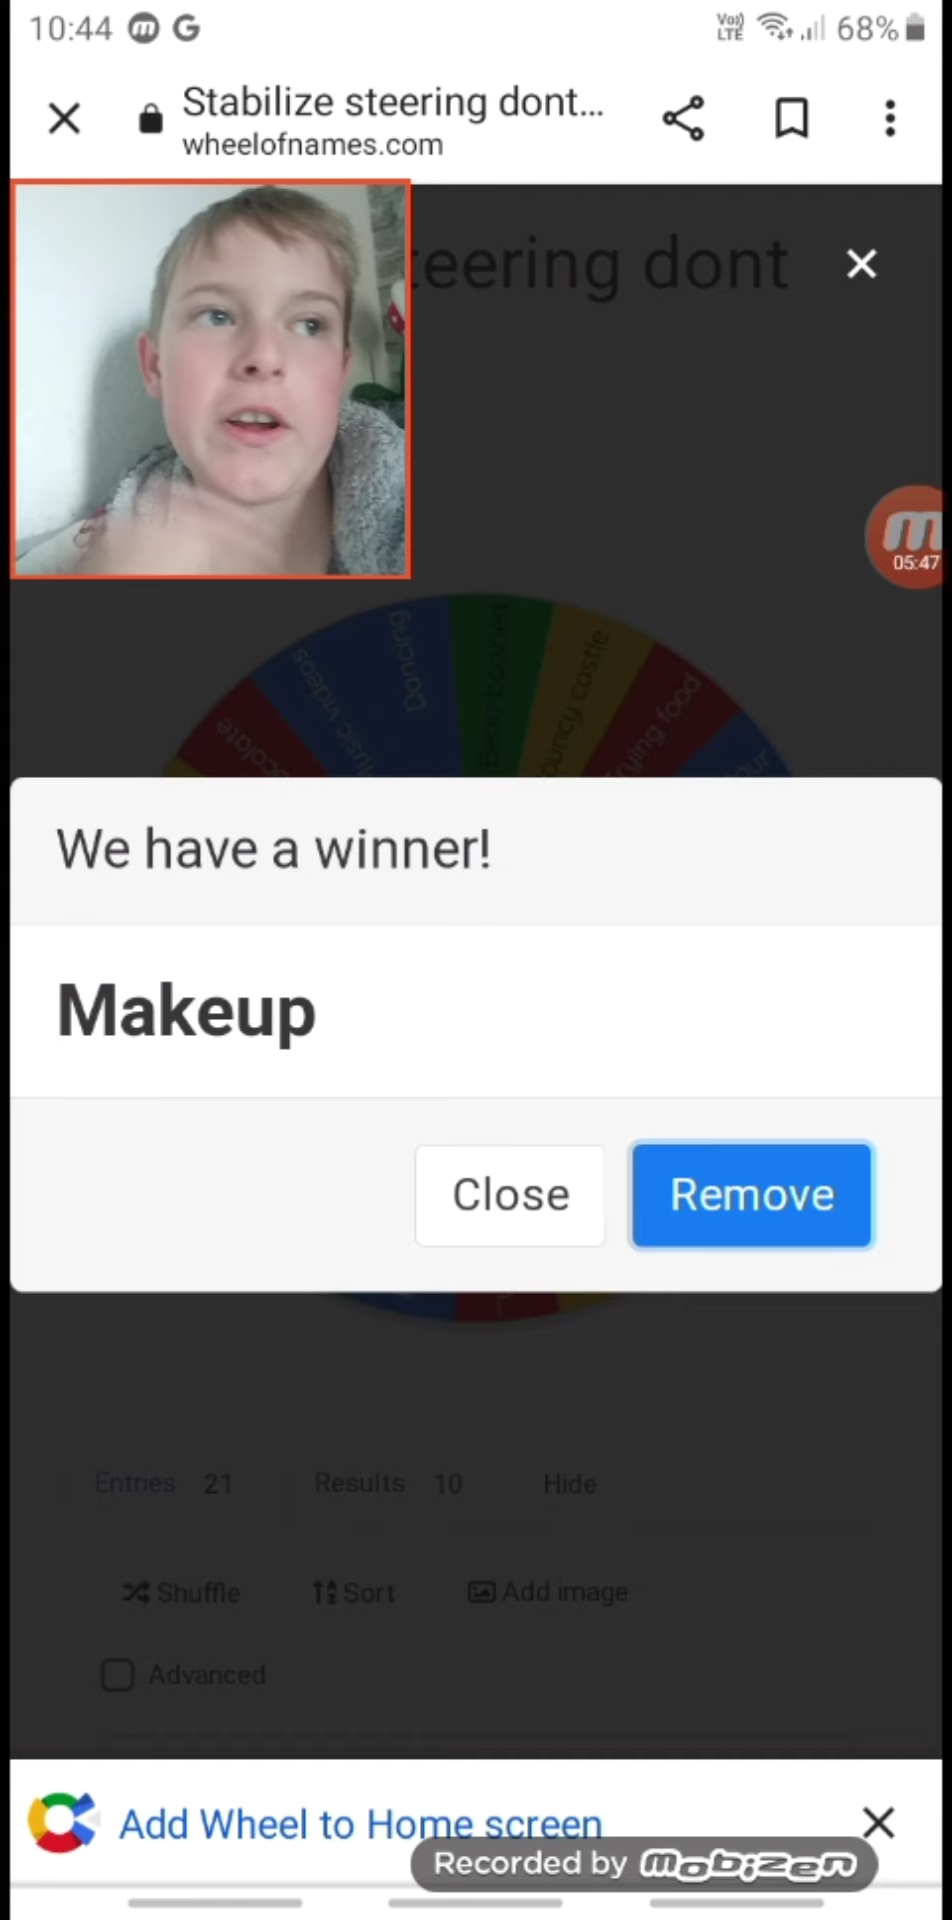 10:44 m G Vo)) LTE 68%
Stabilize steering dont...
wheelofnames.com
teering dont
05:47
Dancing
bouncy castle
We have a winner!
Makeup
Close Remove
Entries 21 Results 10 Hide
Shuffle Sort Add image
Advanced
Add Wheel to Home screen
Recorded by mobizen